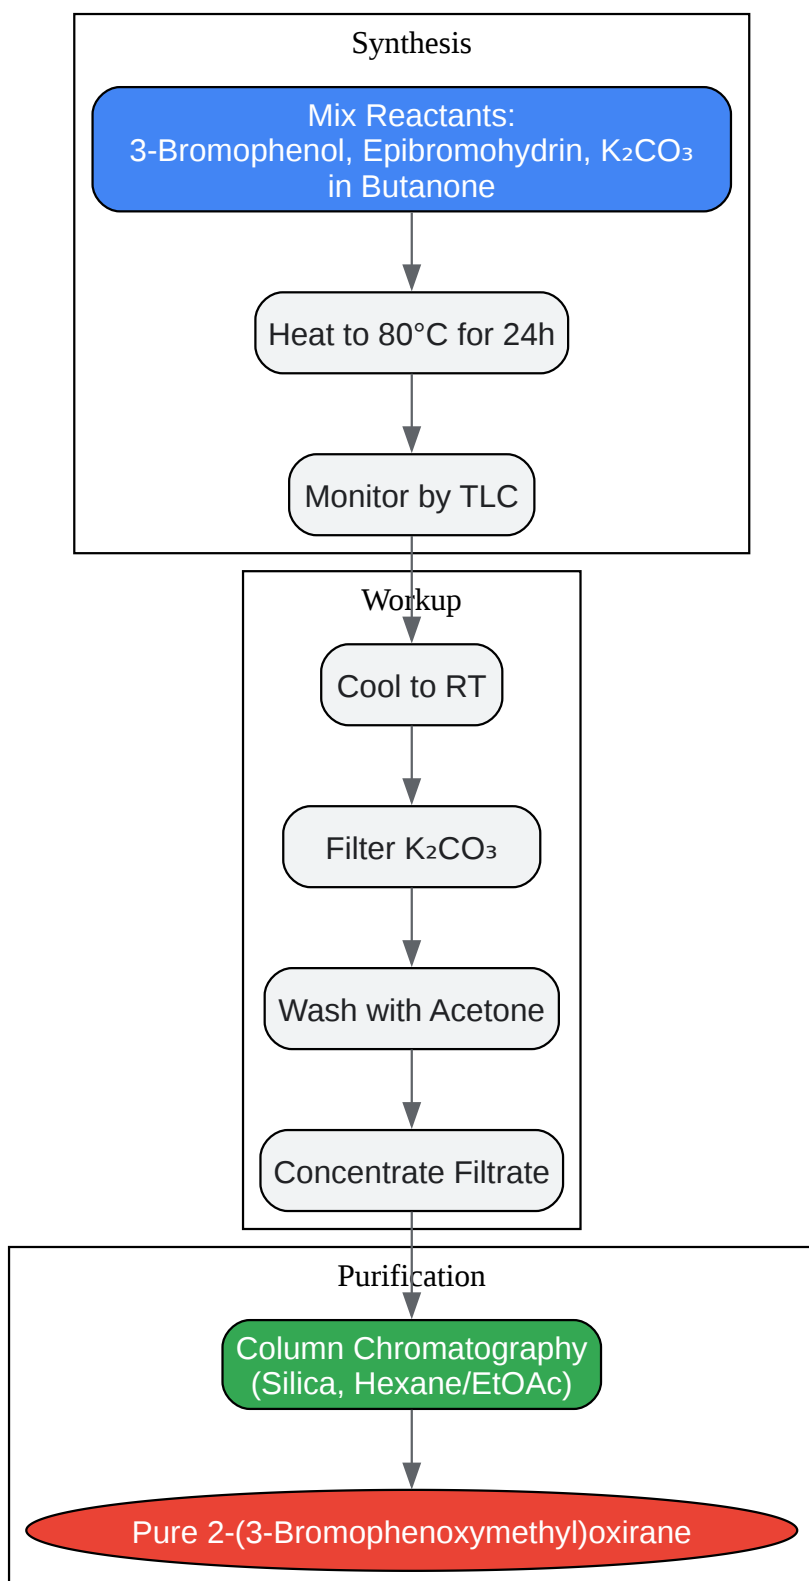 Synthesis
Mix Reactants:
3-Bromophenol, Epibromohydrin, K₂CO₃
in Butanone
Heat to 80°C for 24h
Monitor by TLC
Workup
Cool to RT
Filter K₂CO₃
Wash with Acetone
Concentrate Filtrate
Purification
Column Chromatography
(Silica, Hexane/EtOAc)
Pure 2-(3-Bromophenoxymethyl)oxirane